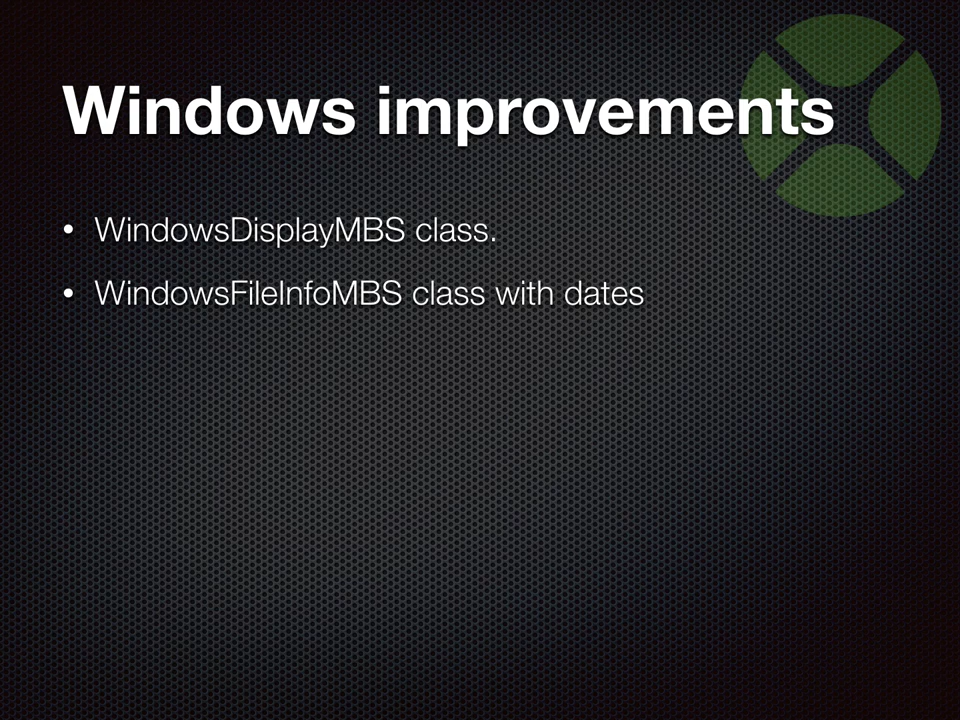 Windows improvements
• WindowsDisplayMBS class.
• WindowsFileInfoMBS class with dates